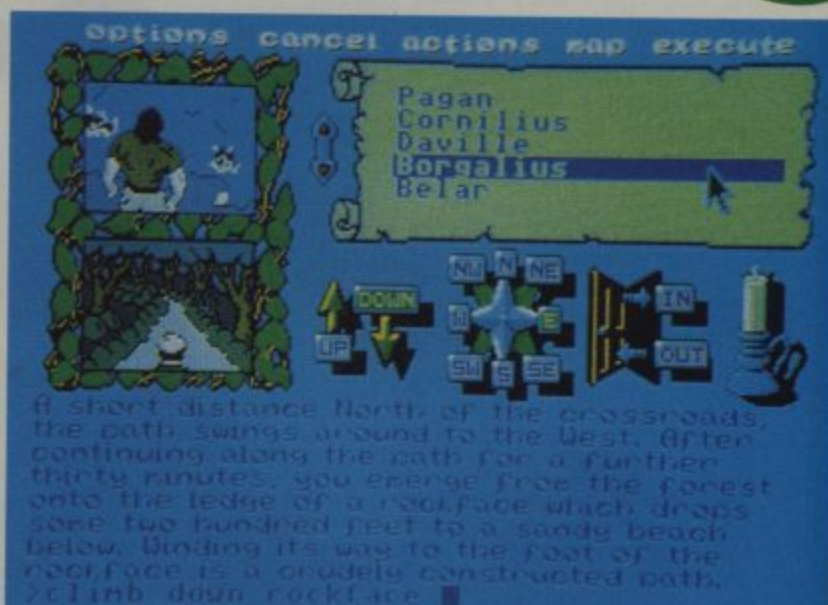 options cancel actions map execute
Pagan
Cornilius
Daville
Borgalius
Belar
NW N NE
DOWN
IN
W E
UP
OUT
SW S SE
A short distance North of the crossroads,
the path swings around to the West. After
continuing along the path for a further
thirty minutes, you emerge from the forest
onto the ledge of a rockface which drops
some two hundred feet to a sandy beach
below. Winding its way to the foot of the
rockface is a crudely constructed path.
>climb down rockface